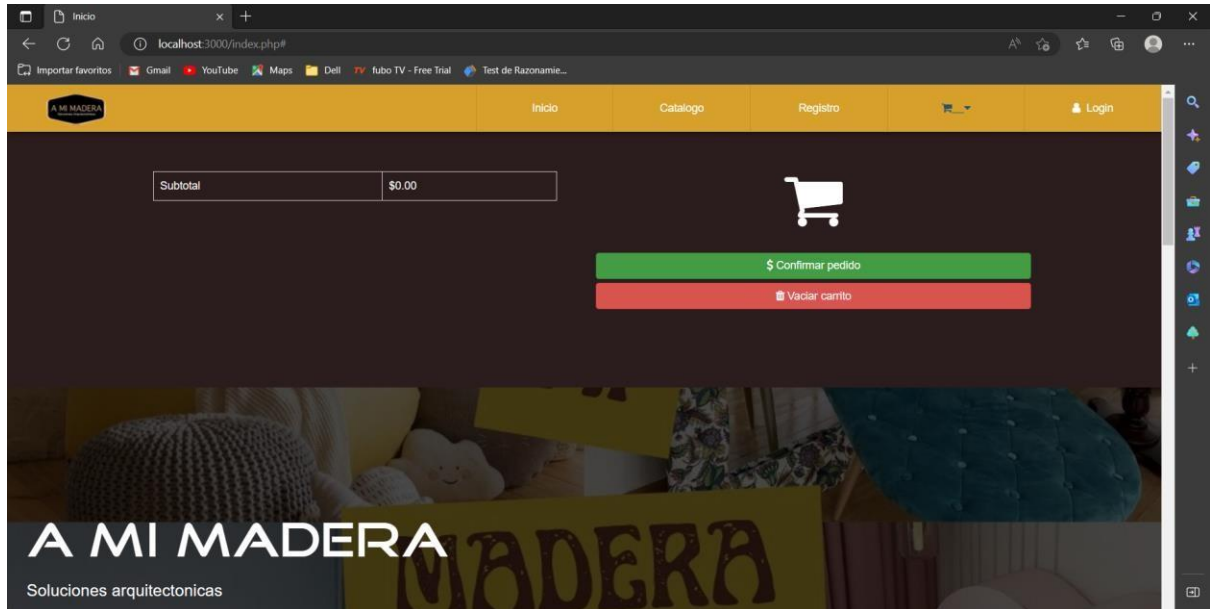 Inicio
localhost:3000/index.php#
Importar favoritos Gmail YouTube Maps Dell fubo TV - Free Trial Test de Razonamie...
A MI MADERA Inicio Catalogo Registro Login
Subtotal $0.00
$ Confirmar pedido
Vaciar carrito
A MI MADERA
MADERA
Soluciones arquitectonicas